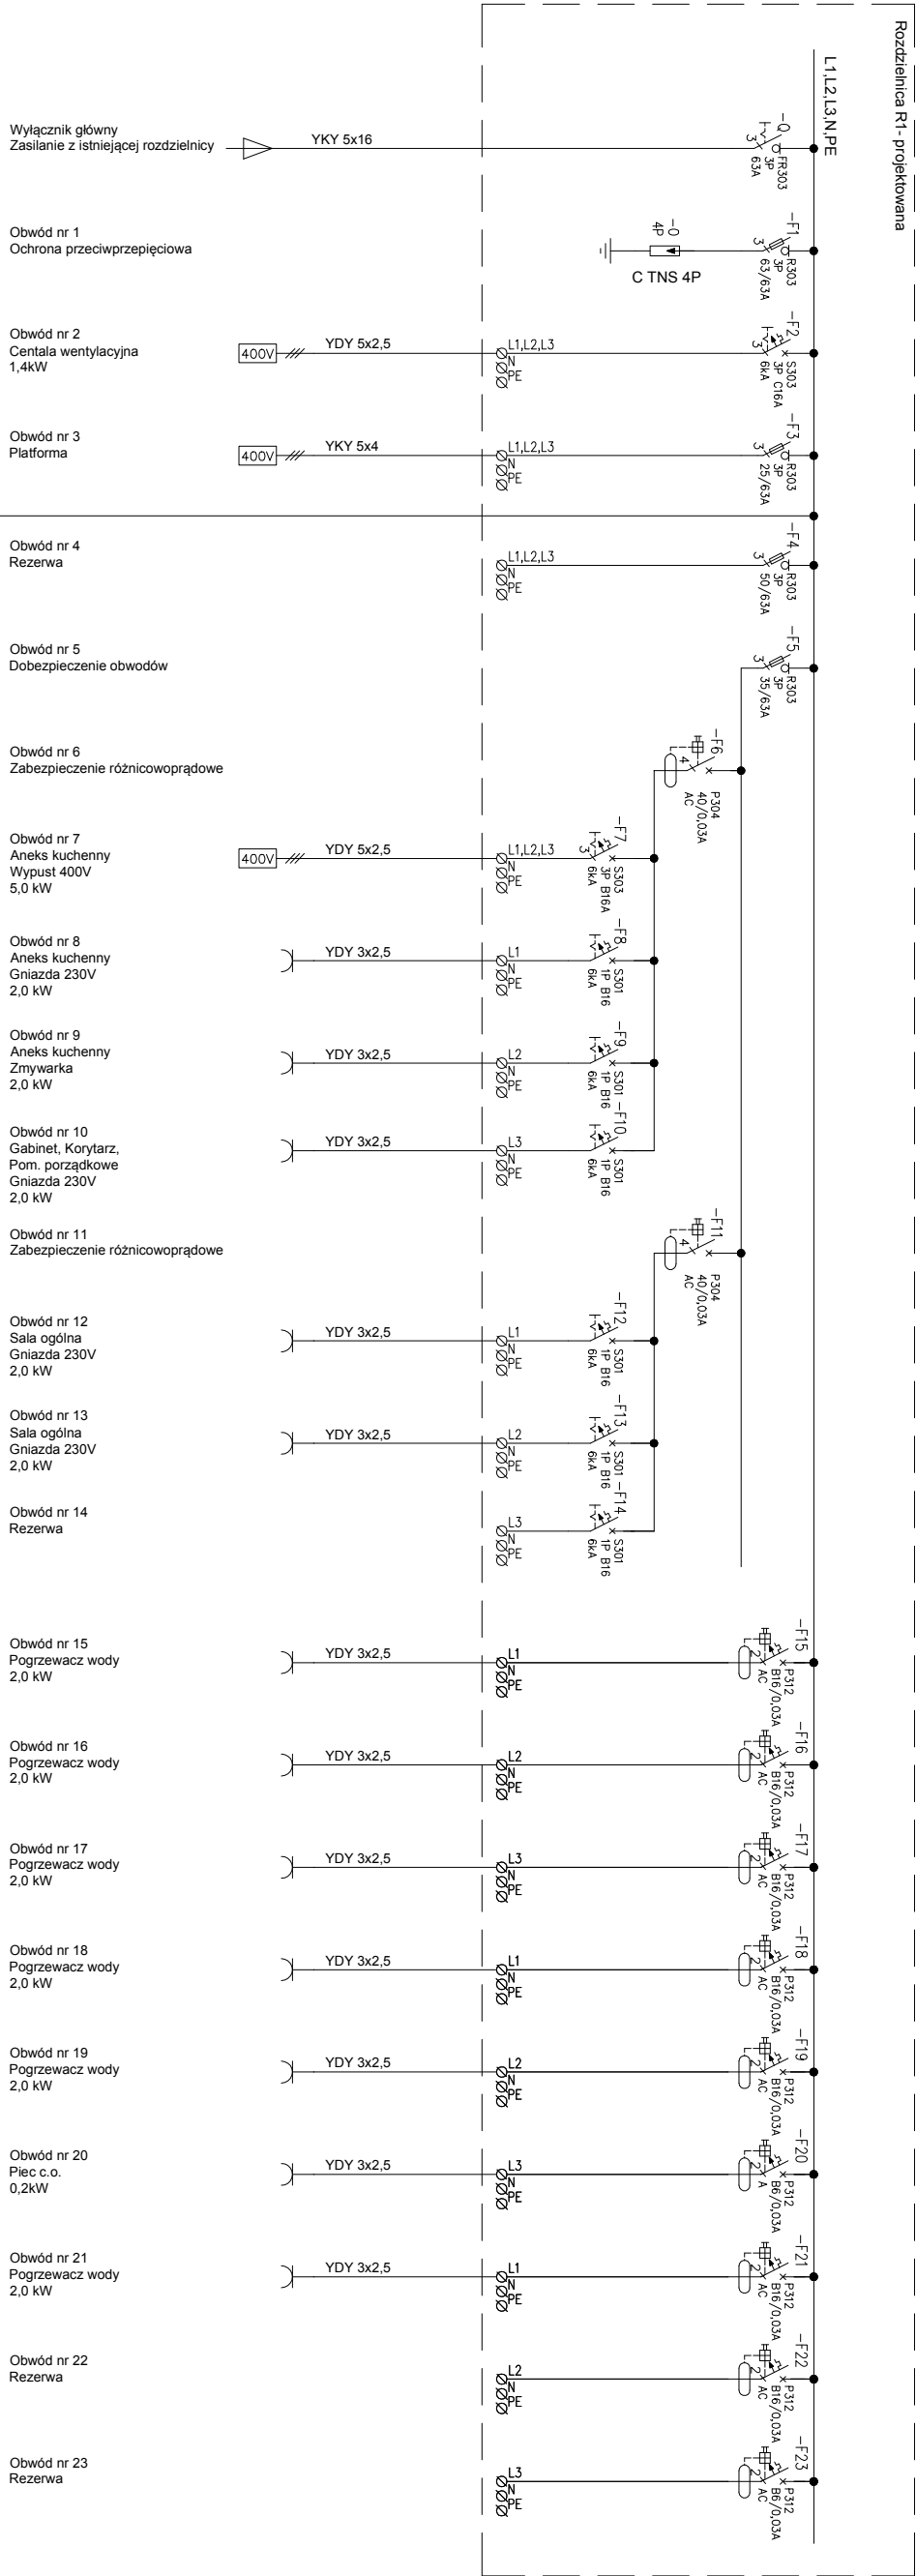 Rozdzielnica R1- projektowana
L1,L2,L3,N,PE
Wyłącznik główny
Zasilanie z istniejącej rozdzielnicy
YKY 5x16
-Q
3
FR303
3P
63A
Obwód nr 1
Ochrona przeciwprzepięciowa
-O
4P
C TNS 4P
-F1
3
R303
3P
63/63A
Obwód nr 2
Centala wentylacyjna
1,4kW
400V
YDY 5x2,5
L1,L2,L3
N
PE
-F2
3
S303
3P C16A
6kA
Obwód nr 3
Platforma
400V
YKY 5x4
L1,L2,L3
N
PE
-F3
3
R303
3P
25/63A
Obwód nr 4
Rezerwa
L1,L2,L3
N
PE
-F4
3
R303
3P
50/63A
Obwód nr 5
Dobezpieczenie obwodów
-F5
3
R303
3P
35/63A
Obwód nr 6
Zabezpieczenie różnicowoprądowe
-F6
4
P304
40/0,03A
AC
Obwód nr 7
Aneks kuchenny
Wypust 400V
5,0 kW
400V
YDY 5x2,5
L1,L2,L3
N
PE
-F7
3
S303
3P B16A
6kA
Obwód nr 8
Aneks kuchenny
Gniazda 230V
2,0 kW
YDY 3x2,5
L1
N
PE
-F8
S301
1P B16
6kA
Obwód nr 9
Aneks kuchenny
Zmywarka
2,0 kW
YDY 3x2,5
L2
N
PE
-F9
S301
1P B16
6kA
Obwód nr 10
Gabinet, Korytarz,
Pom. porządkowe
Gniazda 230V
2,0 kW
YDY 3x2,5
L3
N
PE
-F10
S301
1P B16
6kA
Obwód nr 11
Zabezpieczenie różnicowoprądowe
-F11
4
P304
40/0,03A
AC
Obwód nr 12
Sala ogólna
Gniazda 230V
2,0 kW
YDY 3x2,5
L1
N
PE
-F12
S301
1P B16
6kA
Obwód nr 13
Sala ogólna
Gniazda 230V
2,0 kW
YDY 3x2,5
L2
N
PE
-F13
S301
1P B16
6kA
Obwód nr 14
Rezerwa
L3
N
PE
-F14
S301
1P B16
6kA
Obwód nr 15
Pogrzewacz wody
2,0 kW
YDY 3x2,5
L1
N
PE
-F15
2
P312
B16/0,03A
AC
Obwód nr 16
Pogrzewacz wody
2,0 kW
YDY 3x2,5
L2
N
PE
-F16
2
P312
B16/0,03A
AC
Obwód nr 17
Pogrzewacz wody
2,0 kW
YDY 3x2,5
L3
N
PE
-F17
2
P312
B16/0,03A
AC
Obwód nr 18
Pogrzewacz wody
2,0 kW
YDY 3x2,5
L1
N
PE
-F18
2
P312
B16/0,03A
AC
Obwód nr 19
Pogrzewacz wody
2,0 kW
YDY 3x2,5
L2
N
PE
-F19
2
P312
B16/0,03A
AC
Obwód nr 20
Piec c.o.
0,2kW
YDY 3x2,5
L3
N
PE
-F20
2
P312
B6/0,03A
A
Obwód nr 21
Pogrzewacz wody
2,0 kW
YDY 3x2,5
L1
N
PE
-F21
2
P312
B16/0,03A
AC
Obwód nr 22
Rezerwa
L2
N
PE
-F22
2
P312
B16/0,03A
AC
Obwód nr 23
Rezerwa
L3
N
PE
-F23
2
P312
B6/0,03A
AC